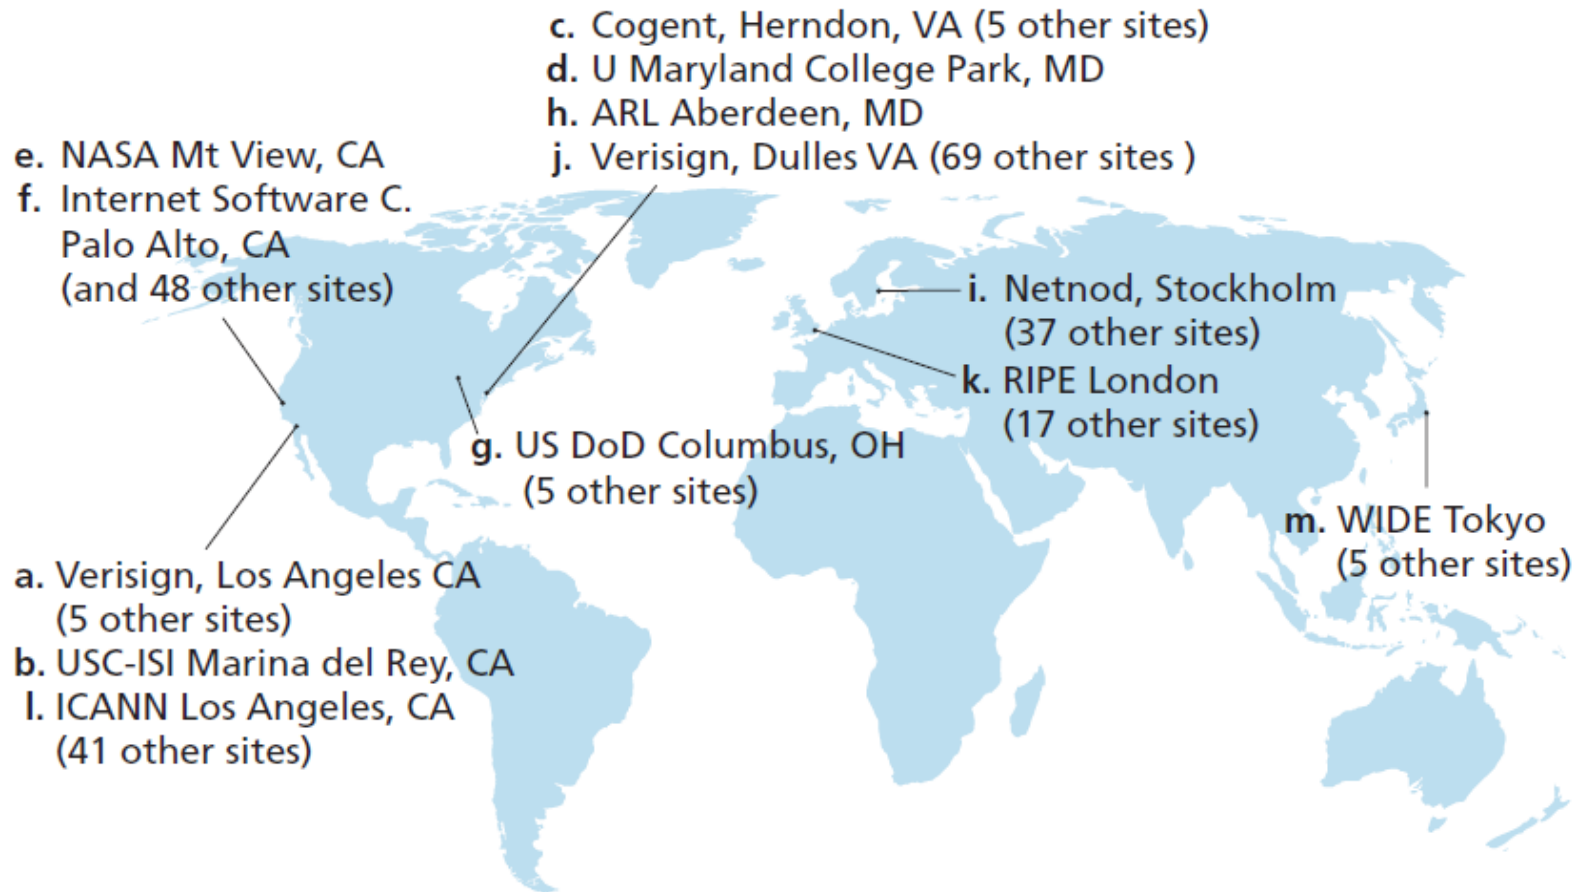 c. Cogent, Herndon, VA (5 other sites)
d. U Maryland College Park, MD
h. ARL Aberdeen, MD
j. Verisign, Dulles VA (69 other sites )
e. NASA Mt View, CA
f. Internet Software C.
Palo Alto, CA
(and 48 other sites)
i. Netnod, Stockholm
(37 other sites)
k. RIPE London
(17 other sites)
g. US DoD Columbus, OH
(5 other sites)
m. WIDE Tokyo
(5 other sites)
a. Verisign, Los Angeles CA
(5 other sites)
b. USC-ISI Marina del Rey, CA
l. ICANN Los Angeles, CA
(41 other sites)